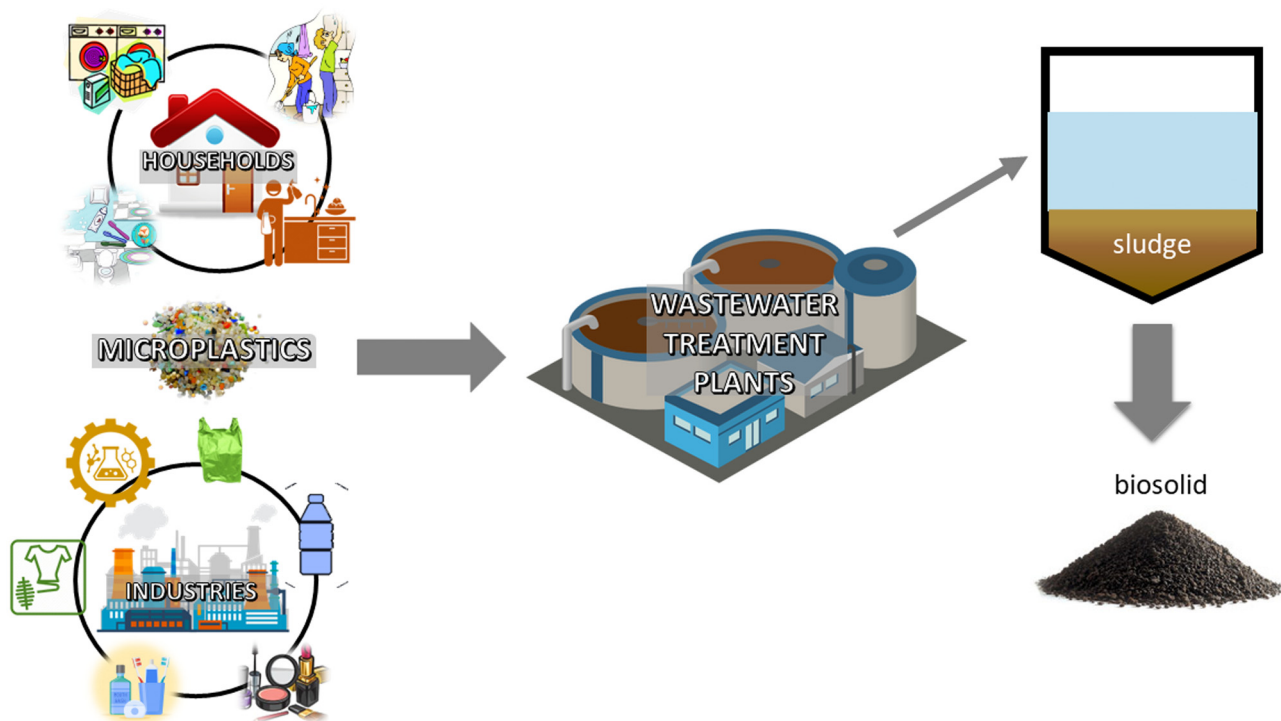 HOUSEHOLDS
MICROPLASTICS
INDUSTRIES
WASTEWATER
TREATMENT
PLANTS
sludge
biosolid